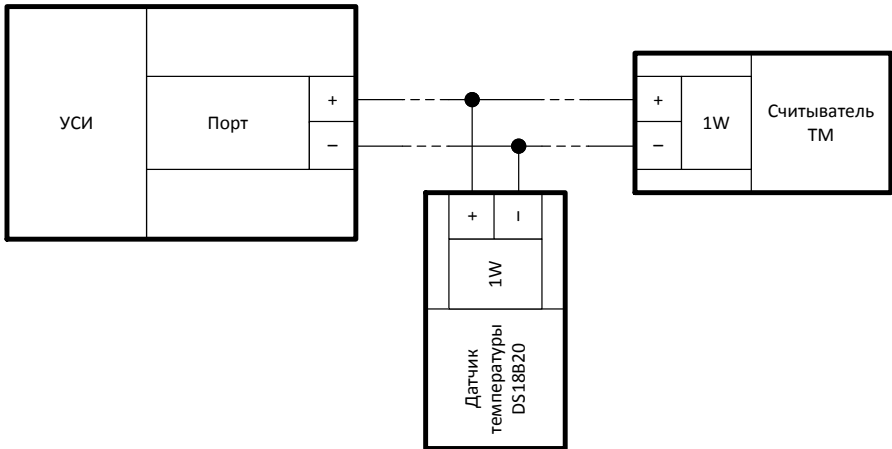 УСИ
Порт
+
–
+
–
1W
Считыватель
ТМ
+
–
1W
Датчик
температуры
DS18B20